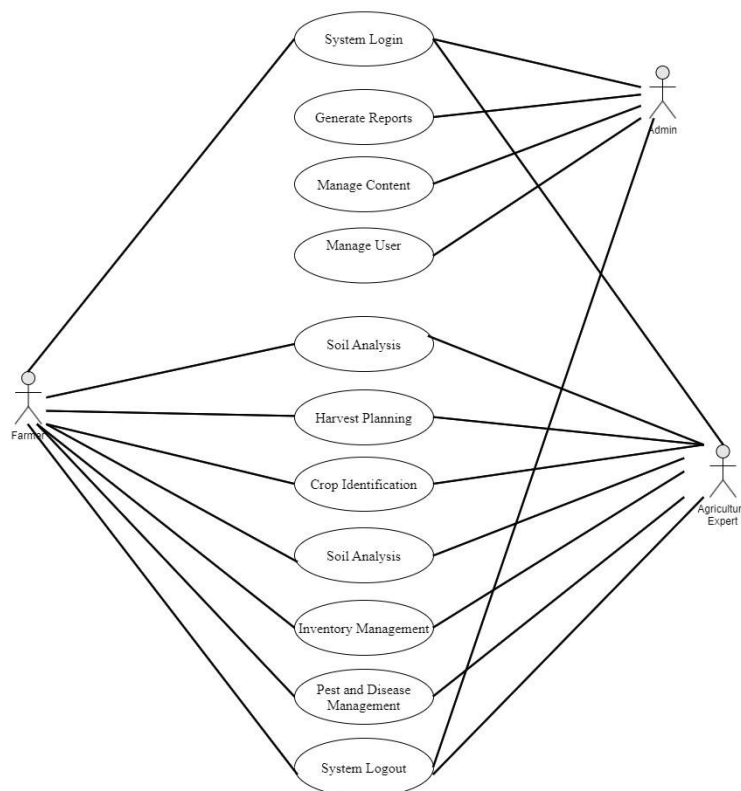 System Login
Generate Reports
Admin
Manage Content
Manage User
Soil Analysis
Farmer
Harvest Planning
Crop Identification
Agricultur
Expert
Soil Analysis
Inventory Management
Pest and Disease
Management
System Logout